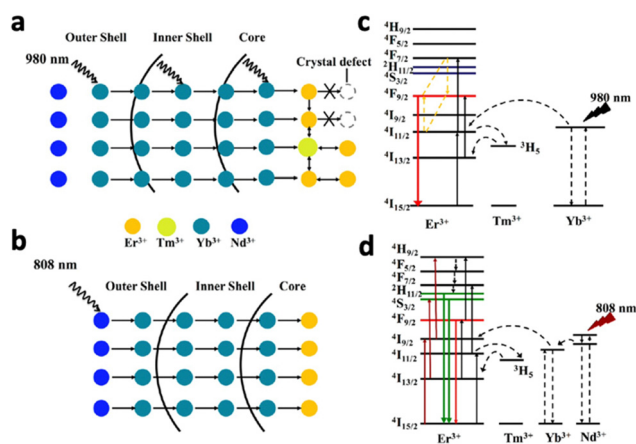 a
980 nm
Outer Shell
Inner Shell
Core
Crystal defect
Er³⁺
Tm³⁺
Yb³⁺
Nd³⁺
b
808 nm
Outer Shell
Inner Shell
Core
c
⁴H₉/₂
⁴F₅/₂
⁴F₇/₂
²H₁₁/₂
⁴S₃/₂
⁴F₉/₂
⁴I₉/₂
⁴I₁₁/₂
⁴I₁₃/₂
⁴I₁₅/₂
³H₅
980 nm
Er³⁺
Tm³⁺
Yb³⁺
d
⁴H₉/₂
⁴F₅/₂
⁴F₇/₂
²H₁₁/₂
⁴S₃/₂
⁴F₉/₂
⁴I₉/₂
⁴I₁₁/₂
⁴I₁₃/₂
⁴I₁₅/₂
³H₅
808 nm
Er³⁺
Tm³⁺
Yb³⁺
Nd³⁺